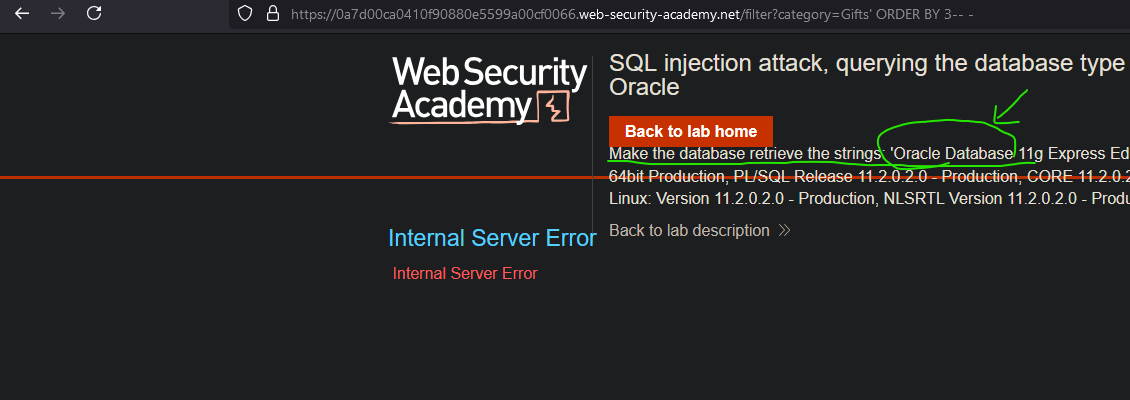 https://0a7d00ca0410f90880e5599a00cf0066.web-security-academy.net/filter?category=Gifts' ORDER BY 3-- -
Web Security
Academy
SQL injection attack, querying the database type
Oracle
Back to lab home
Make the database retrieve the strings: 'Oracle Database 11g Express Ed
64bit Production, PL/SQL Release 11.2.0.2.0 - Production, CORE 11.2.0.2
Linux: Version 11.2.0.2.0 - Production, NLSRTL Version 11.2.0.2.0 - Produ
Back to lab description
Internal Server Error
Internal Server Error